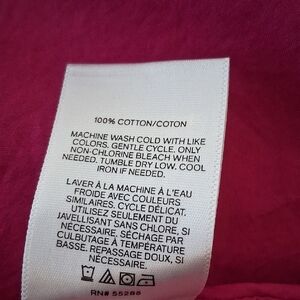 100% COTTON/COTON
MACHINE WASH COLD WITH LIKE
COLORS. GENTLE CYCLE. ONLY
NON-CHLORINE BLEACH WHEN
NEEDED. TUMBLE DRY LOW. COOL
IRON IF NEEDED.
LAVER À LA MACHINE À L'EAU
FROIDE AVEC COULEURS
SIMILAIRES. CYCLE DÉLICAT.
UTILISEZ SEULEMENT DU
JAVELLISANT SANS CHLORE, SI
NÉCESSAIRE. SÉCHAGE PAR
CULBUTAGE À TEMPÉRATURE
BASSE. REPASSAGE DOUX, SI
NÉCESSAIRE.
RN# 55285